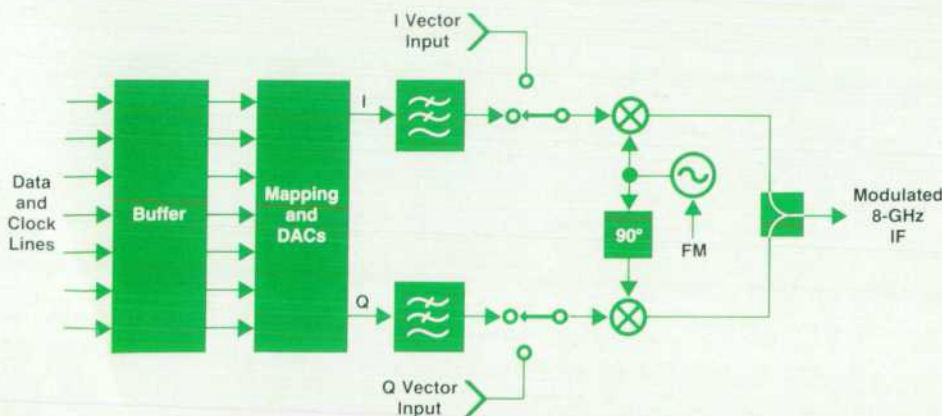 I Vector
Input
Data
and
Clock
Lines
Buffer
Mapping
and
DACs
I
Q
90°
FM
Modulated
8-GHz
IF
Q Vector
Input